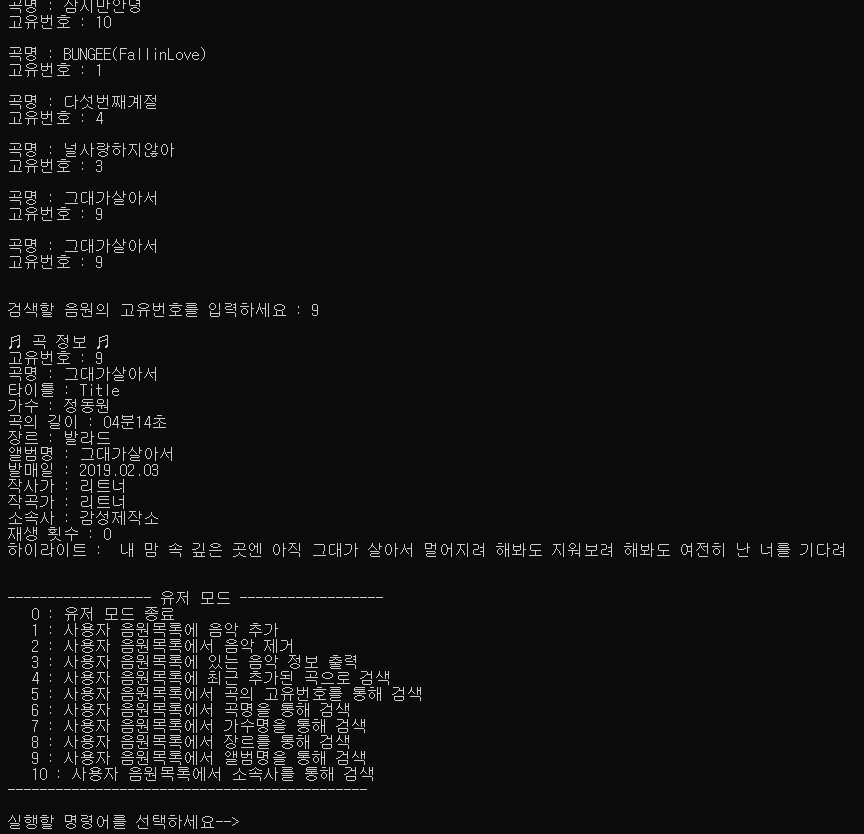 곡명 : 잠시만안녕
고유번호 : 10
곡명 : BUNGEE(FallinLove)
고유번호 : 1
곡명 : 다섯번째계절
고유번호 : 4
곡명 : 널사랑하지않아
고유번호 : 3
곡명 : 그대가살아서
고유번호 : 9
곡명 : 그대가살아서
고유번호 : 9
검색할 음원의 고유번호를 입력하세요 : 9
♬ 곡 정보 ♬
고유번호 : 9
곡명 : 그대가살아서
타이틀 : Title
가수 : 정동원
곡의 길이 : 04분14초
장르 : 발라드
앨범명 : 그대가살아서
발매일 : 2019.02.03
작사가 : 리트너
작곡가 : 리트너
소속사 : 감성제작소
재생 횟수 : 0
하이라이트 :  내 맘 속 깊은 곳엔 아직 그대가 살아서 멀어지려 해봐도 지워보려 해봐도 여전히 난 너를 기다려
------------------ 유저 모드 ------------------
0 : 유저 모드 종료
1 : 사용자 음원목록에 음악 추가
2 : 사용자 음원목록에서 음악 제거
3 : 사용자 음원목록에 있는 음악 정보 출력
4 : 사용자 음원목록에 최근 추가된 곡으로 검색
5 : 사용자 음원목록에서 곡의 고유번호를 통해 검색
6 : 사용자 음원목록에서 곡명을 통해 검색
7 : 사용자 음원목록에서 가수명을 통해 검색
8 : 사용자 음원목록에서 장르를 통해 검색
9 : 사용자 음원목록에서 앨범명을 통해 검색
10 : 사용자 음원목록에서 소속사를 통해 검색
---------------------------------------------
실행할 명령어를 선택하세요-->